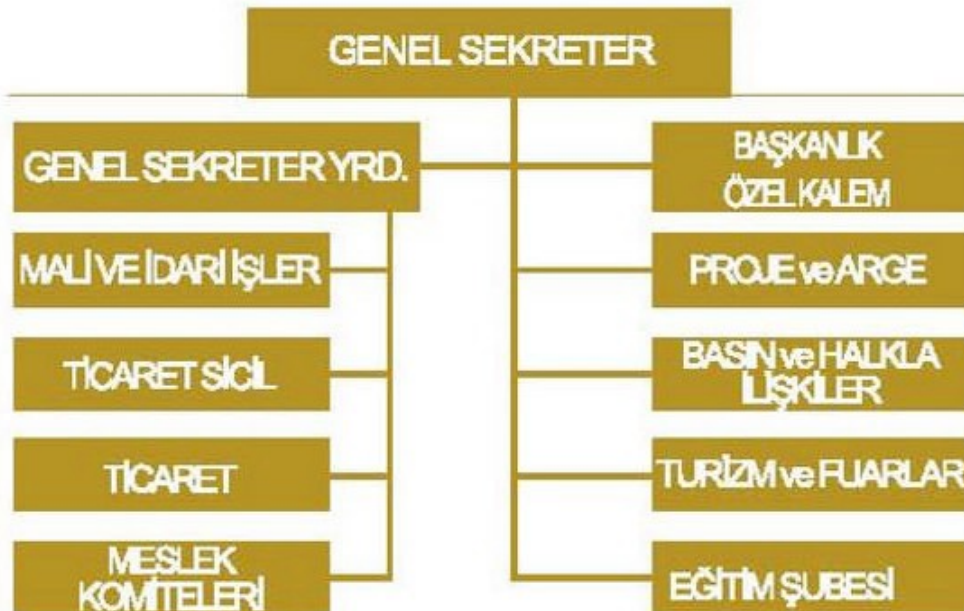 GENEL SEKRETER
GENEL SEKRETER YRD.
BAŞKANLIK
ÖZEL KALEM
MALİ VE İDARİ İŞLER
PROJE ve ARGE
TİCARET SİCİL
BASIN ve HALKLA
İLİŞKİLER
TİCARET
TURİZM ve FUARLAR
MESLEK
KOMİTELERİ
EĞİTİM ŞUBESİ